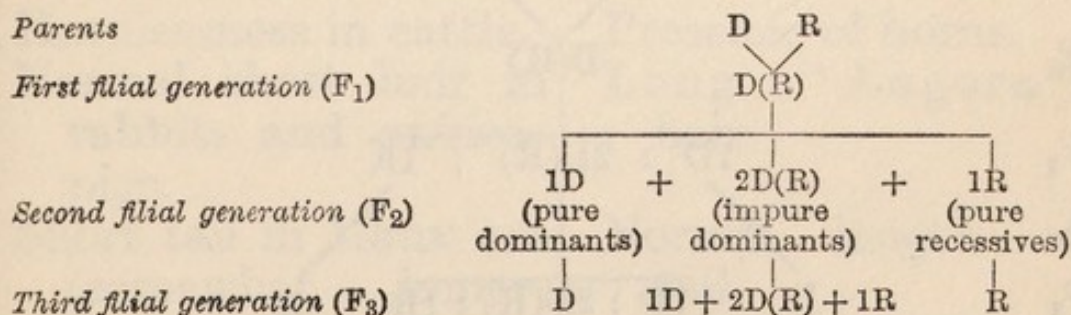 Parents D R
First filial generation (F₁) D(R)
1D + 2D(R) + 1R
Second filial generation (F₂) (pure (impure (pure
dominants) dominants) recessives)
Third filial generation (F₃) D 1D + 2D(R) + 1R R